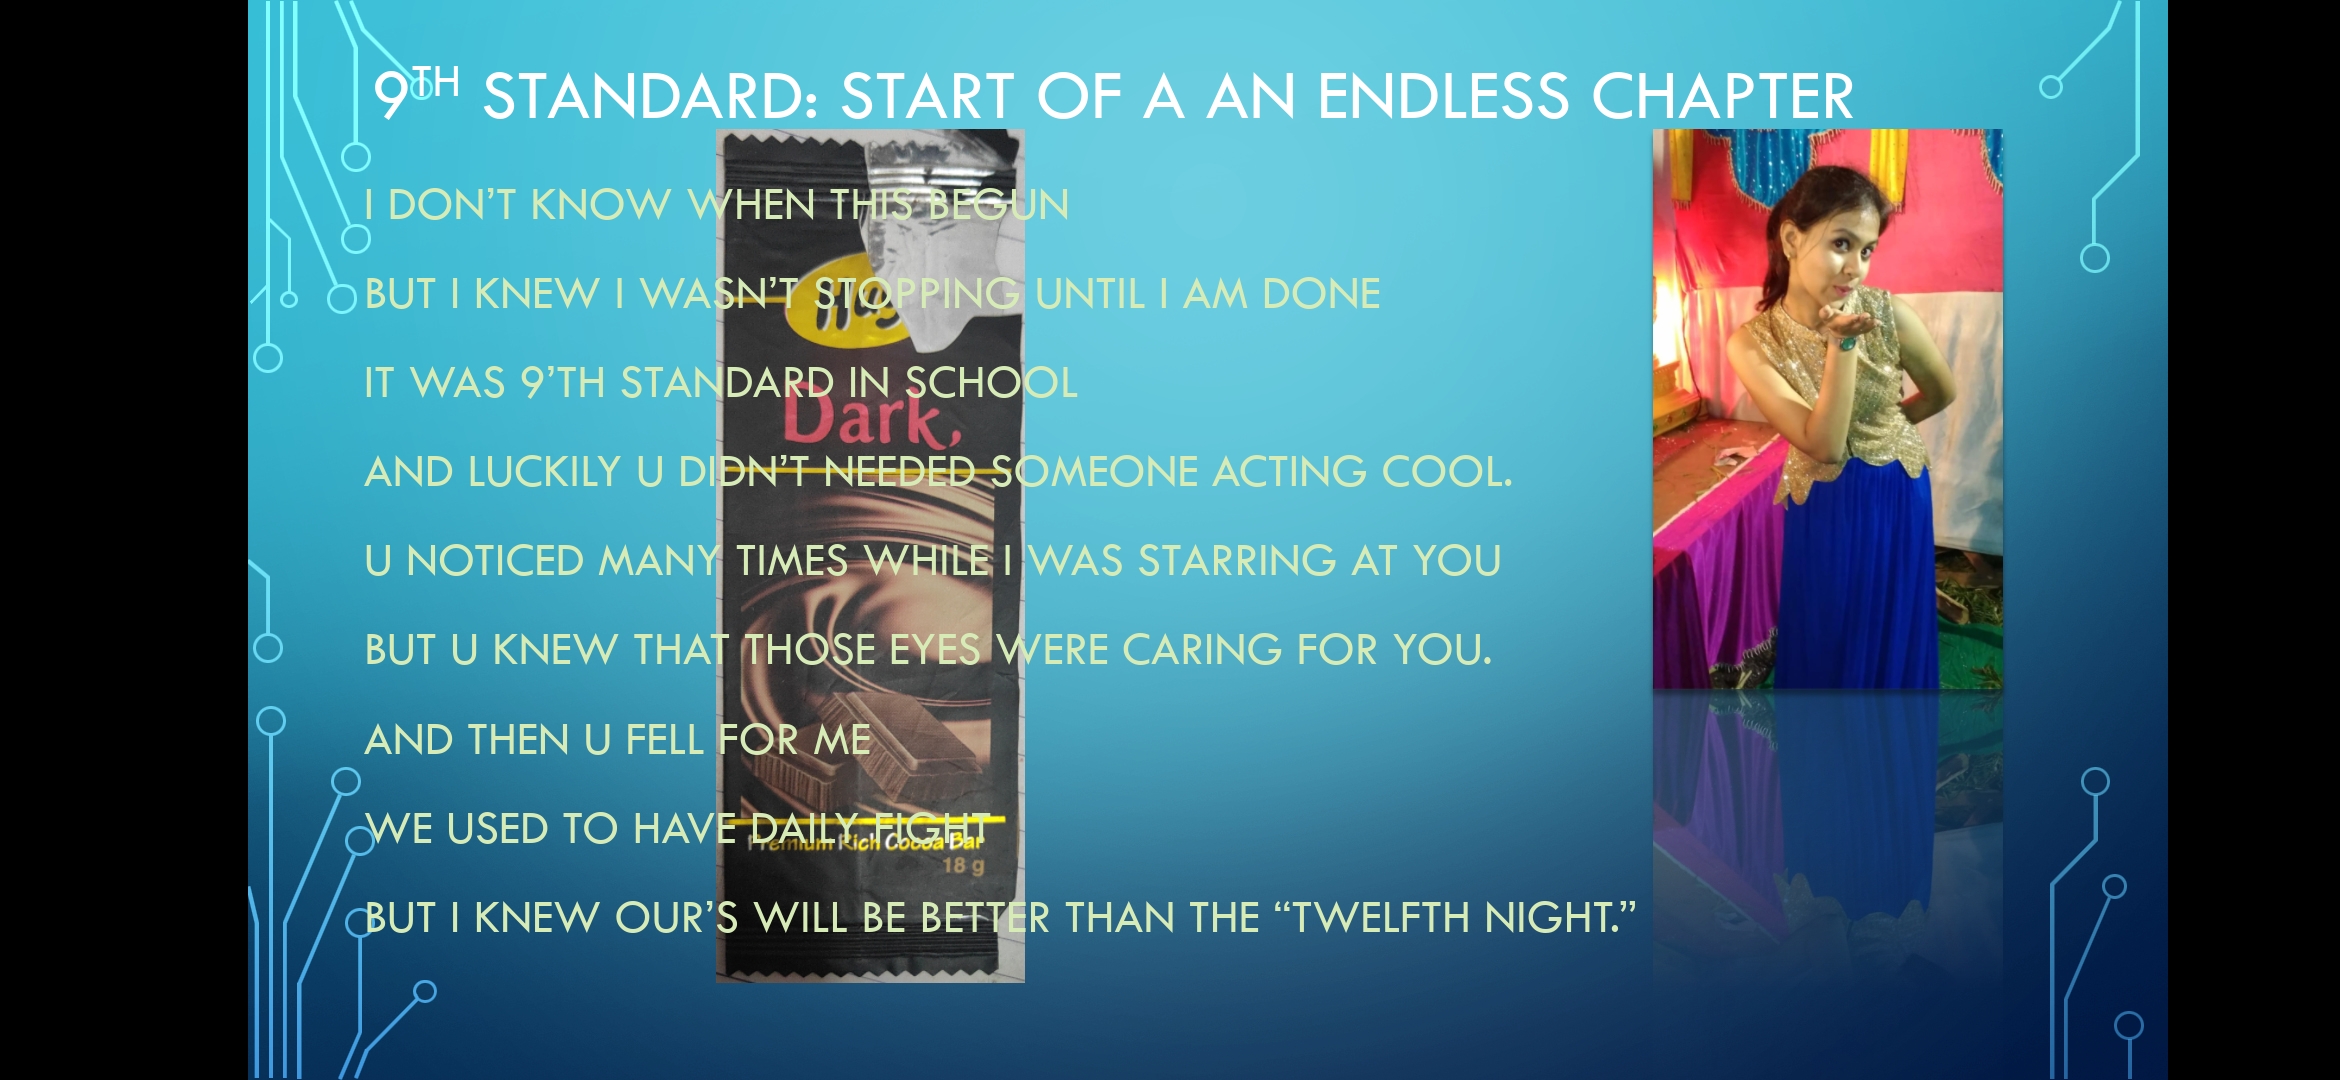 9TH STANDARD: START OF A AN ENDLESS CHAPTER
I DON'T KNOW WHEN THIS BEGUN
BUT I KNEW I WASN'T STOPPING UNTIL I AM DONE
IT WAS 9'TH STANDARD IN SCHOOL
Dark,
AND LUCKILY U DIDN'T NEEDED SOMEONE ACTING COOL.
U NOTICED MANY TIMES WHILE I WAS STARRING AT YOU
BUT U KNEW THAT THOSE EYES WERE CARING FOR YOU.
AND THEN U FELL FOR ME
WE USED TO HAVE DAILY FIGHT
Premium Rich Cocoa Bar
18 g
BUT I KNEW OUR'S WILL BE BETTER THAN THE “TWELFTH NIGHT.”